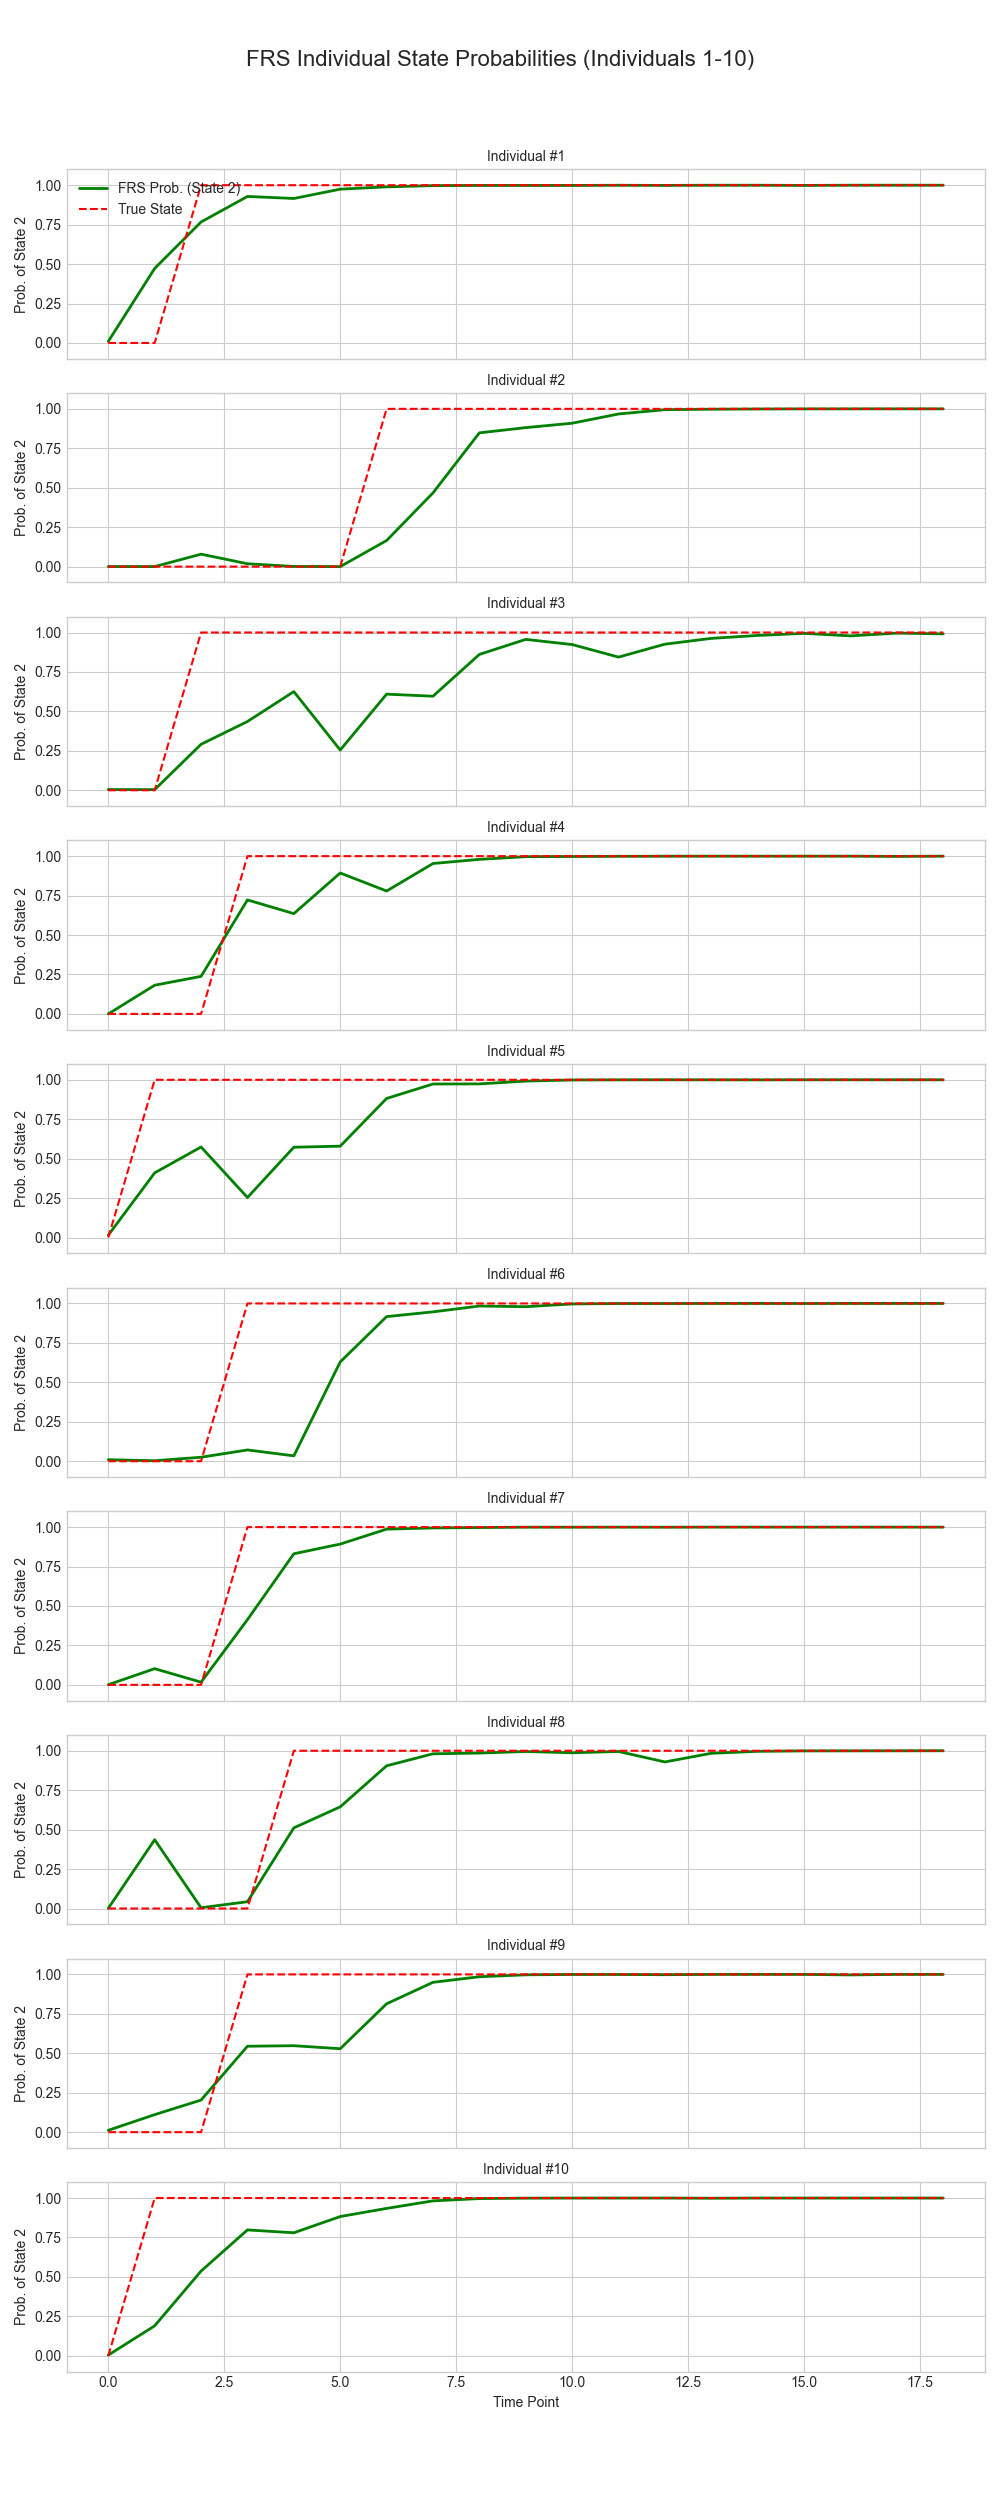 FRS Individual State Probabilities (Individuals 1-10)
Individual #1
FRS Prob. (State 2)
True State
Prob. of State 2
1.00
0.75
0.50
0.25
0.00
Individual #2
Prob. of State 2
1.00
0.75
0.50
0.25
0.00
Individual #3
Prob. of State 2
1.00
0.75
0.50
0.25
0.00
Individual #4
Prob. of State 2
1.00
0.75
0.50
0.25
0.00
Individual #5
Prob. of State 2
1.00
0.75
0.50
0.25
0.00
Individual #6
Prob. of State 2
1.00
0.75
0.50
0.25
0.00
Individual #7
Prob. of State 2
1.00
0.75
0.50
0.25
0.00
Individual #8
Prob. of State 2
1.00
0.75
0.50
0.25
0.00
Individual #9
Prob. of State 2
1.00
0.75
0.50
0.25
0.00
Individual #10
Prob. of State 2
1.00
0.75
0.50
0.25
0.00
0.0 2.5 5.0 7.5 10.0 12.5 15.0 17.5
Time Point